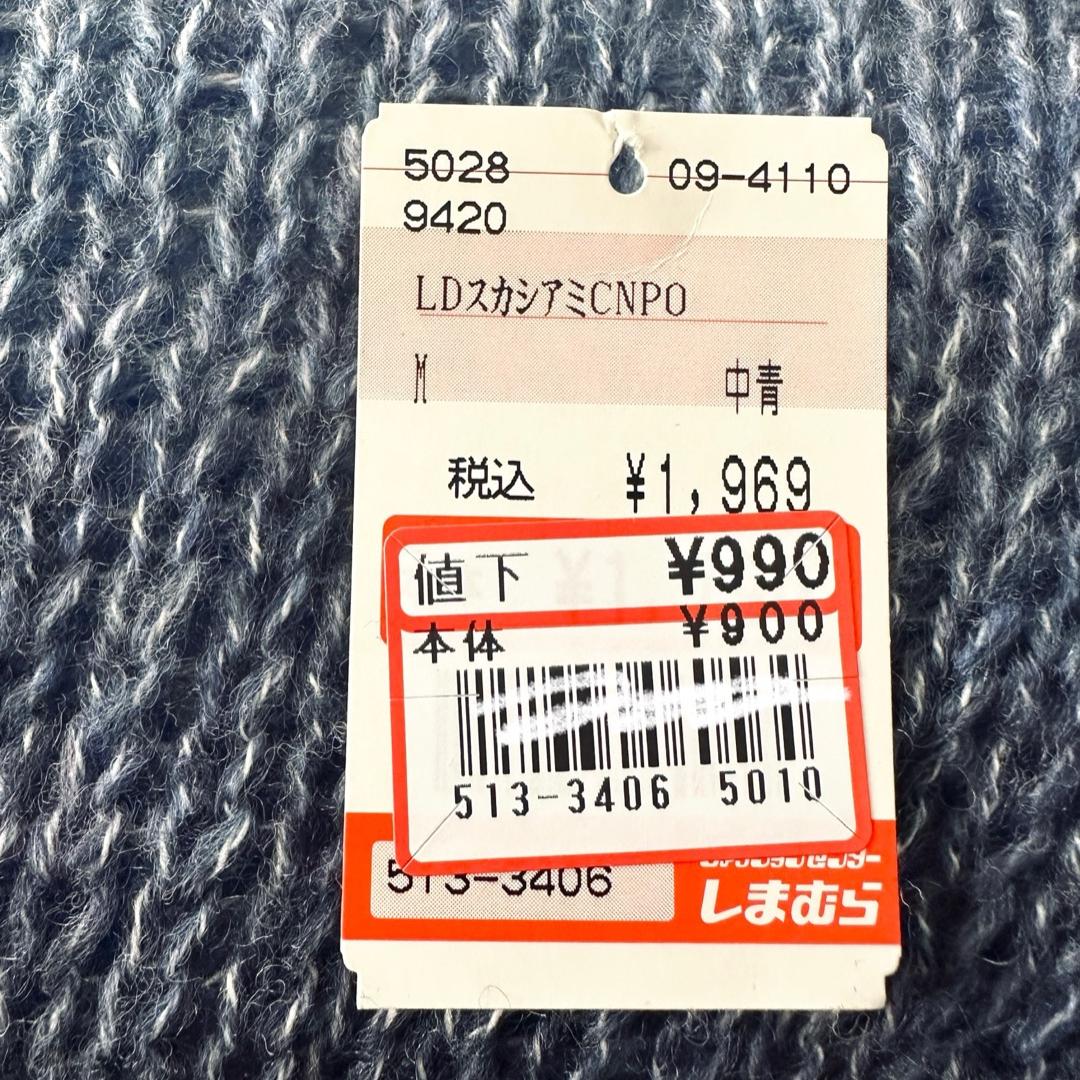 5028 09-4110
9420
LDスカシアミCNPO
M 中青
税込 ¥1,969
値下 ¥990
本体 ¥900
513-3406 5010
513-3406
しまむら